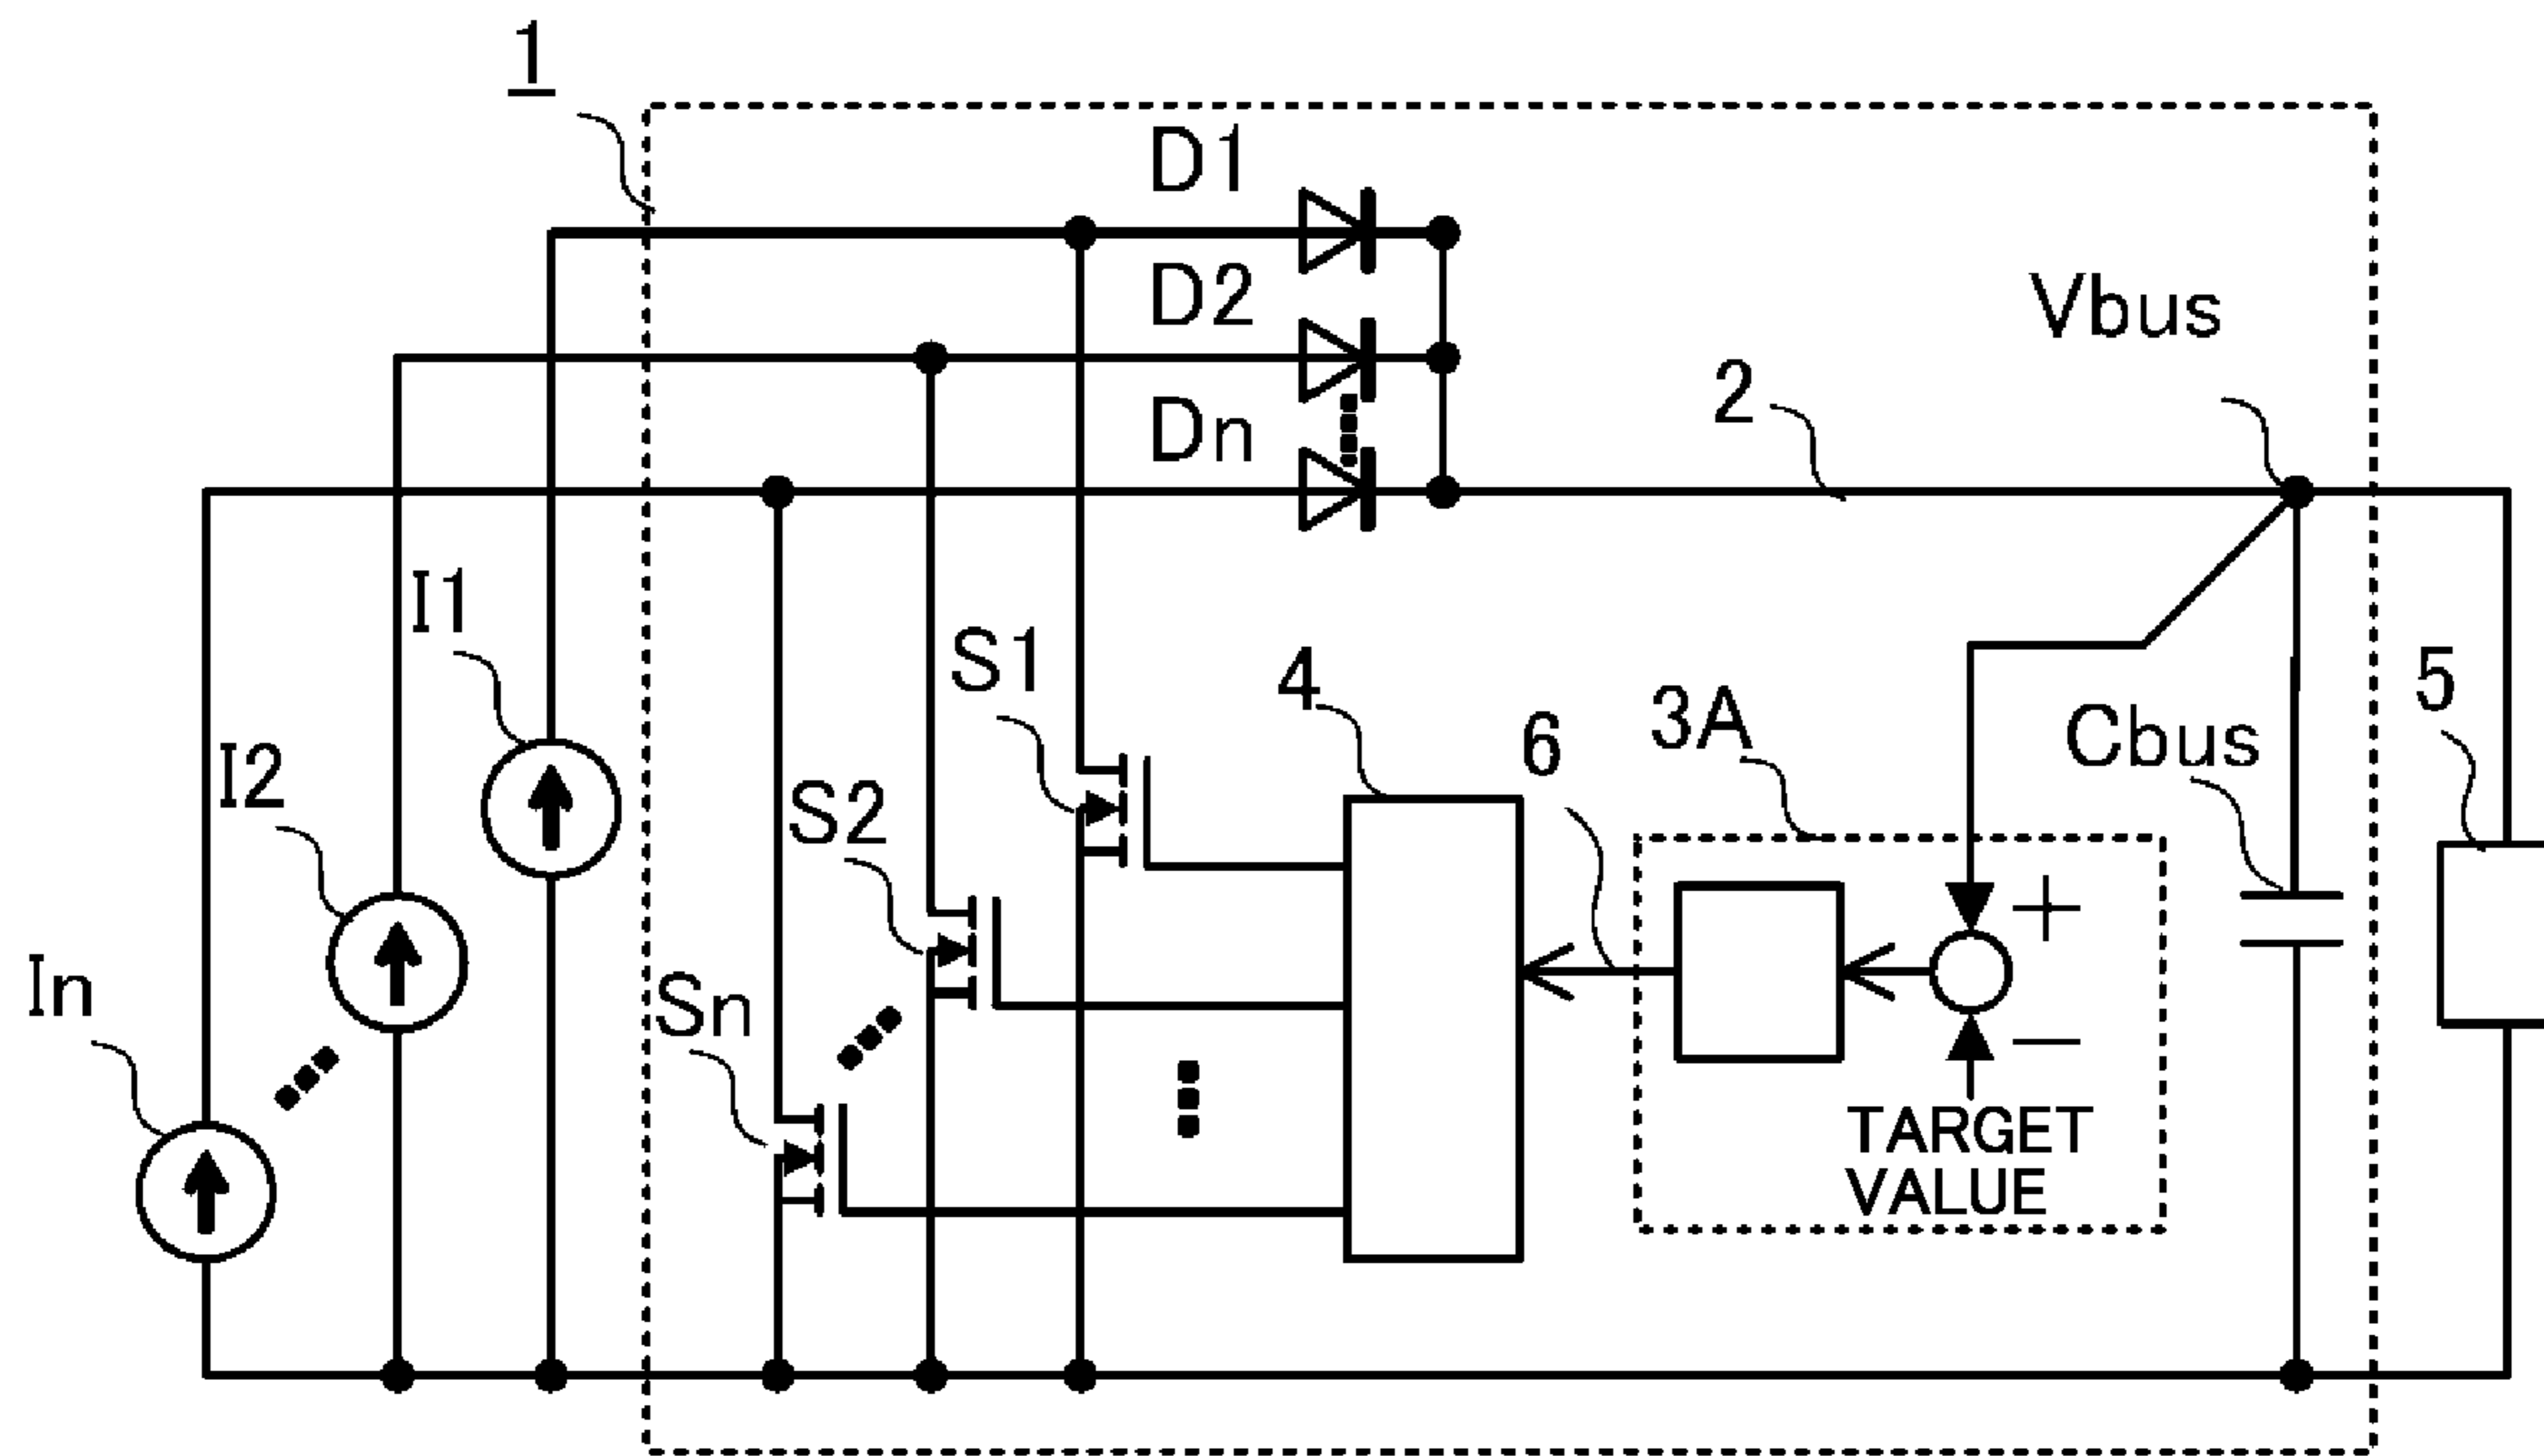 1
D1
D2
Vbus
2
Dn
I1
S1
4
5
3A
6
Cbus
I2
S2
In
Sn
+
−
TARGET
VALUE